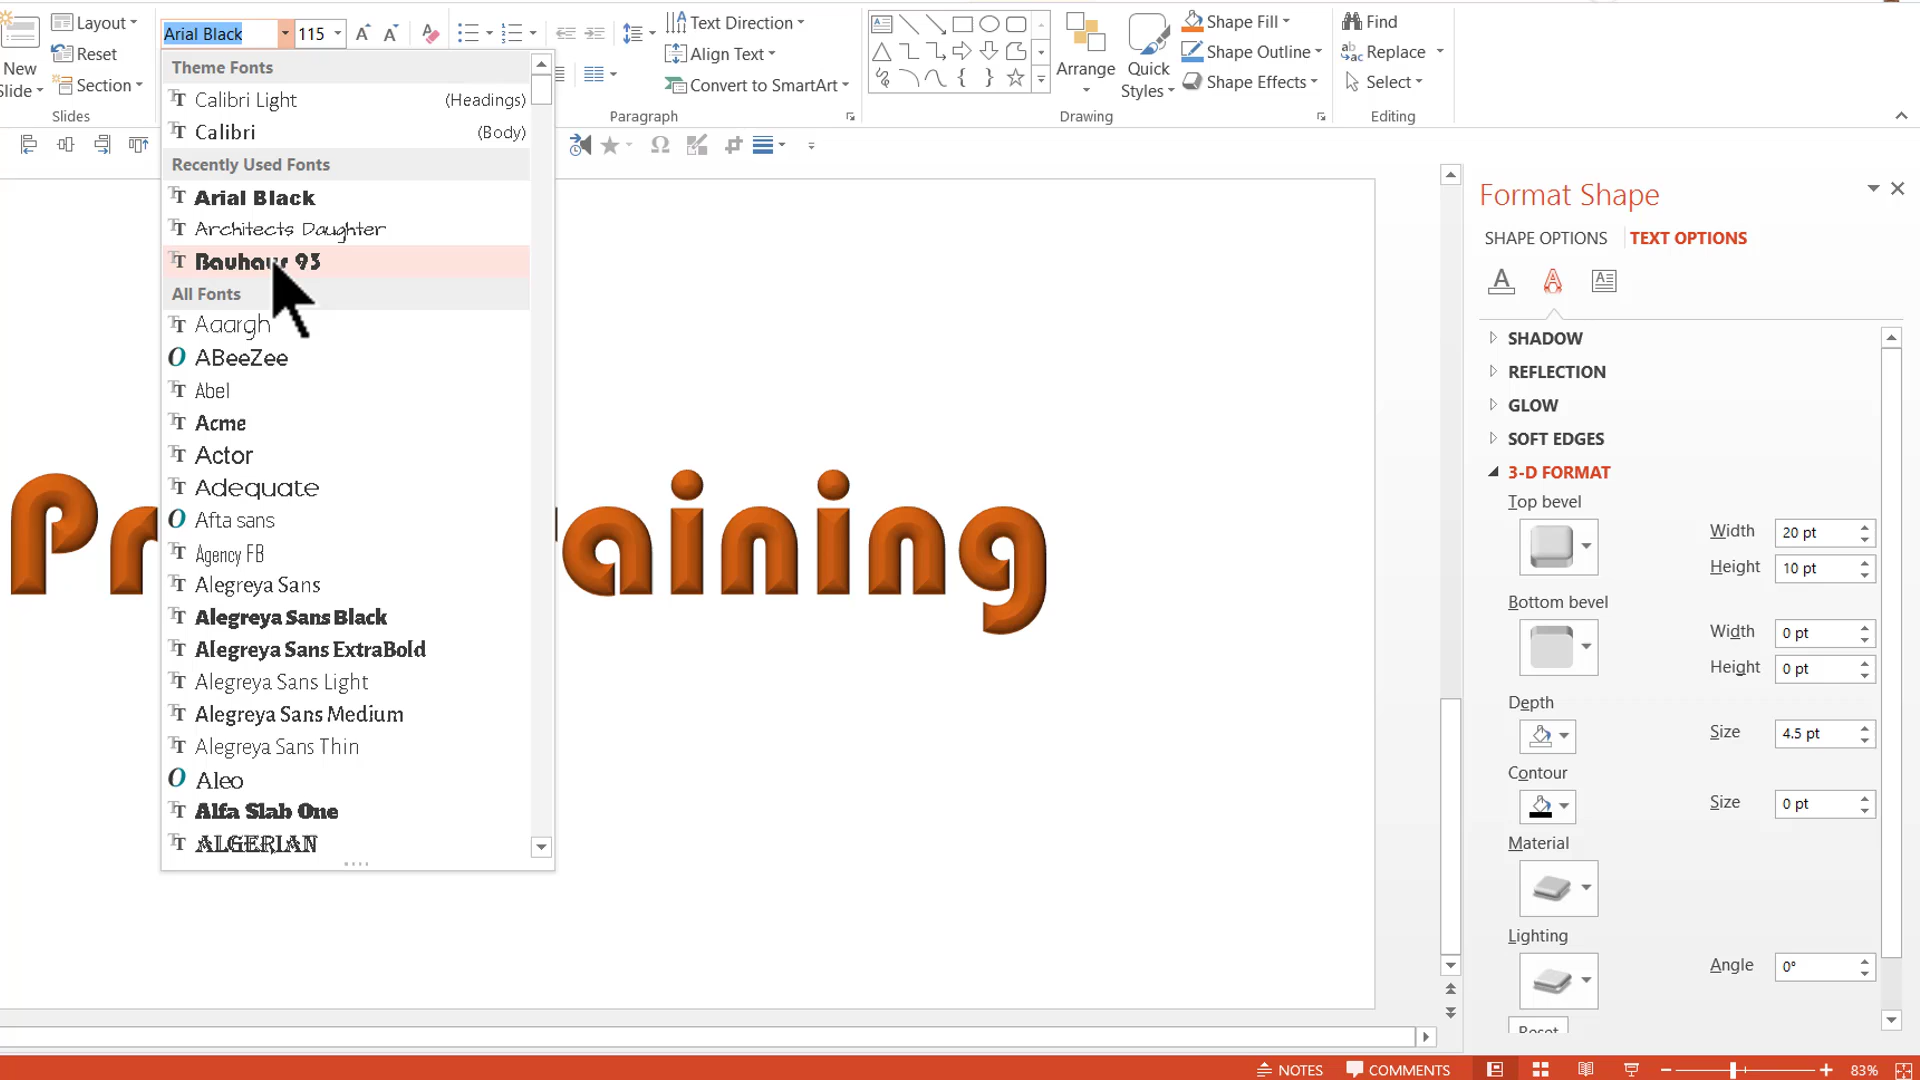 New
Slide
Layout
Reset
Section
Slides
Arial Black
115
Text Direction
Align Text
Convert to SmartArt
Paragraph
Arrange
Quick
Styles
Shape Fill
Shape Outline
Shape Effects
Drawing
Find
Replace
Select
Editing
Theme Fonts
Calibri Light (Headings)
Calibri (Body)
Recently Used Fonts
Arial Black
Architects Daughter
Bauhaus 93
All Fonts
Aaargh
ABeeZee
Abel
Acme
Actor
Adequate
Afta sans
Agency FB
Alegreya Sans
Alegreya Sans Black
Alegreya Sans ExtraBold
Alegreya Sans Light
Alegreya Sans Medium
Alegreya Sans Thin
Aleo
Alfa Slab One
ALGERIAN
Pr aining
Format Shape
SHAPE OPTIONS TEXT OPTIONS
SHADOW
REFLECTION
GLOW
SOFT EDGES
3-D FORMAT
Top bevel
Width 20 pt
Height 10 pt
Bottom bevel
Width 0 pt
Height 0 pt
Depth
Size 4.5 pt
Contour
Size 0 pt
Material
Lighting
Angle 0°
Reset
NOTES COMMENTS 83%